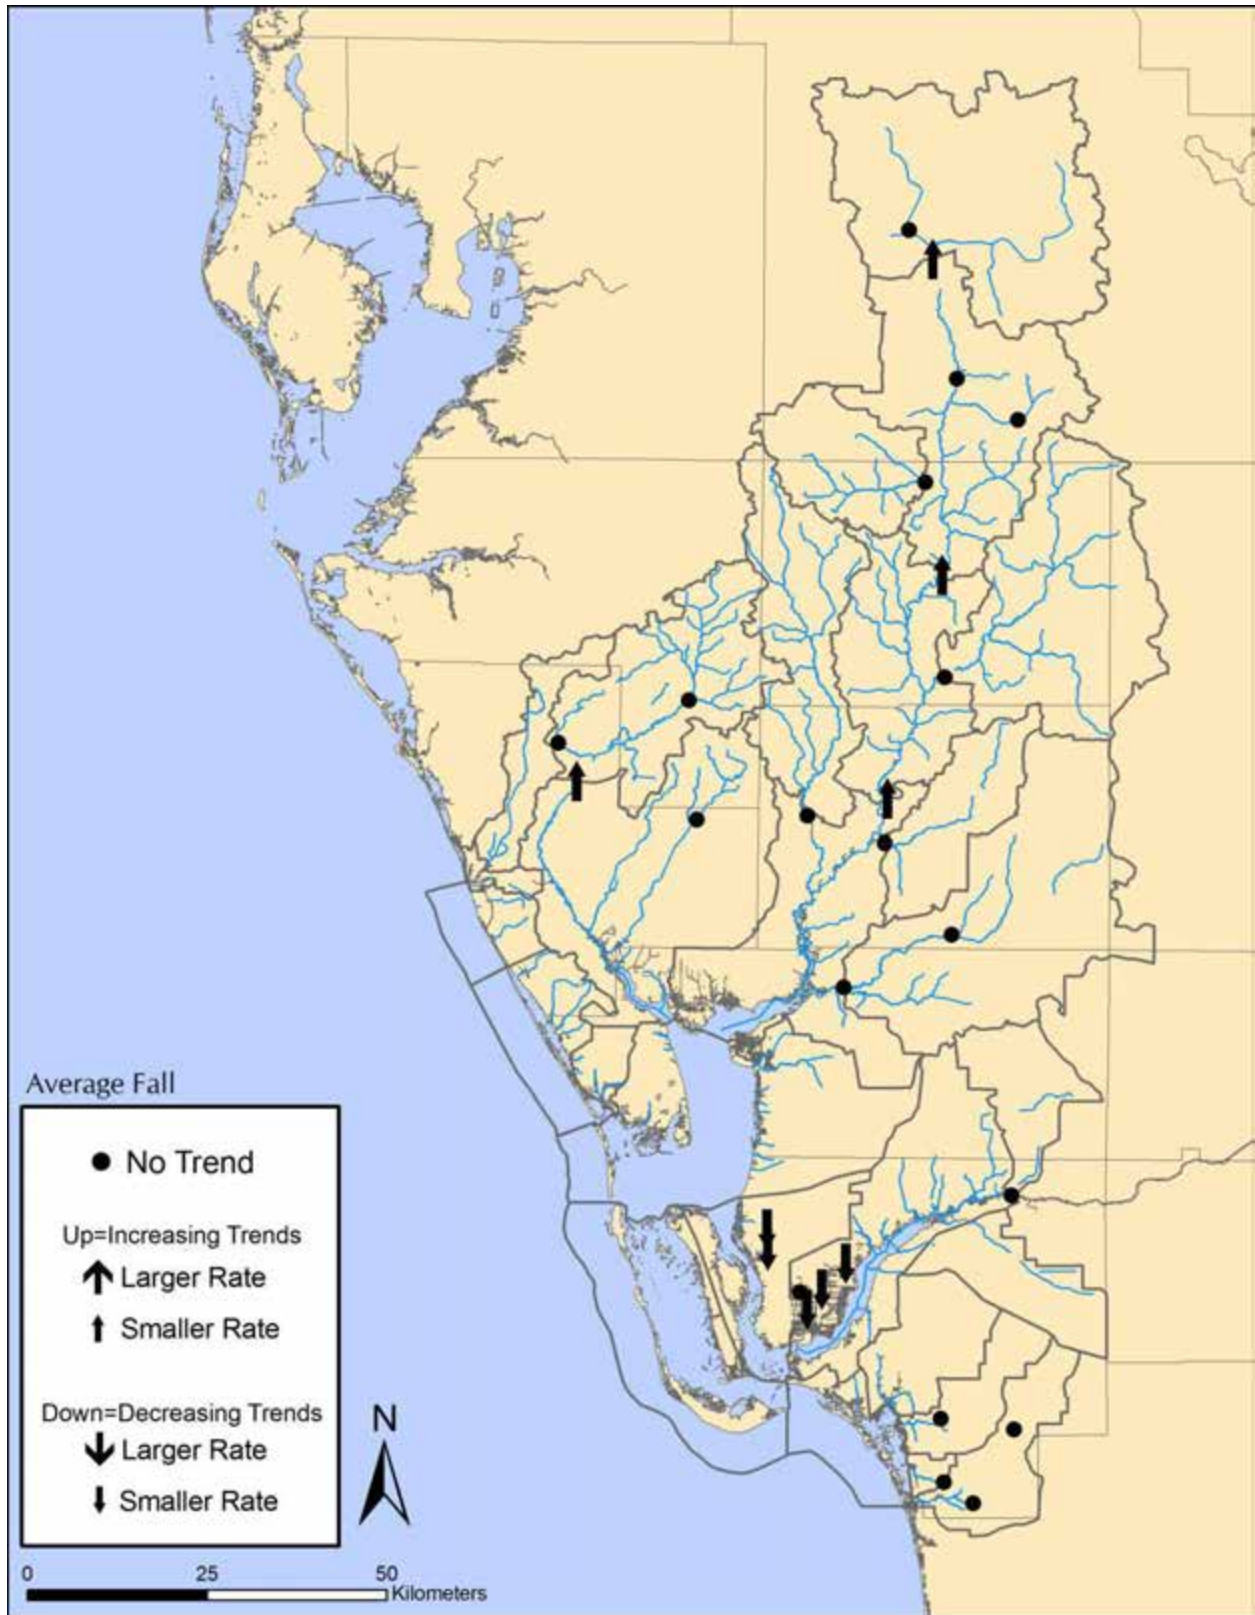 Average Fall
No Trend
Up=Increasing Trends
Larger Rate
Smaller Rate
Down=Decreasing Trends
Larger Rate
Smaller Rate
N
0 25 50
Kilometers